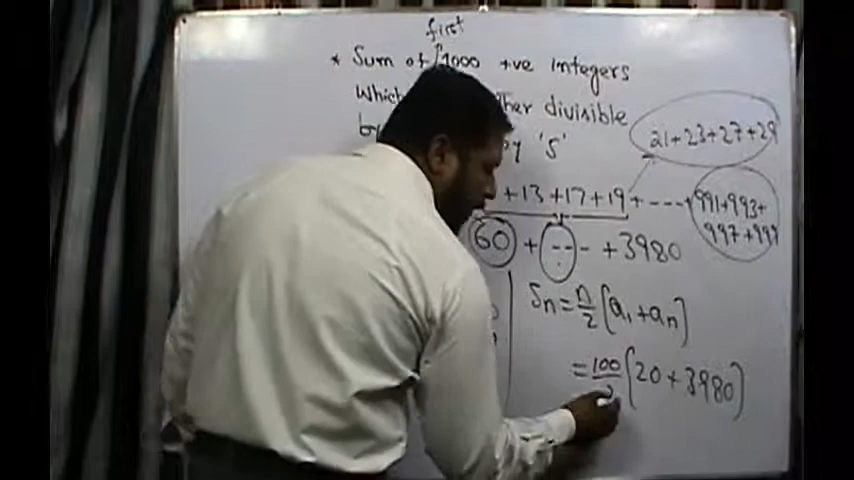 first
* Sum of 1000 +ve Integers
Which divisible
by 'S'
21+23+27+29
+13+17+19+----+991+993+
997+999
60 + --- + 3980
Sn = n/2 [a1 + an]
= 100/2 [20 + 3980]